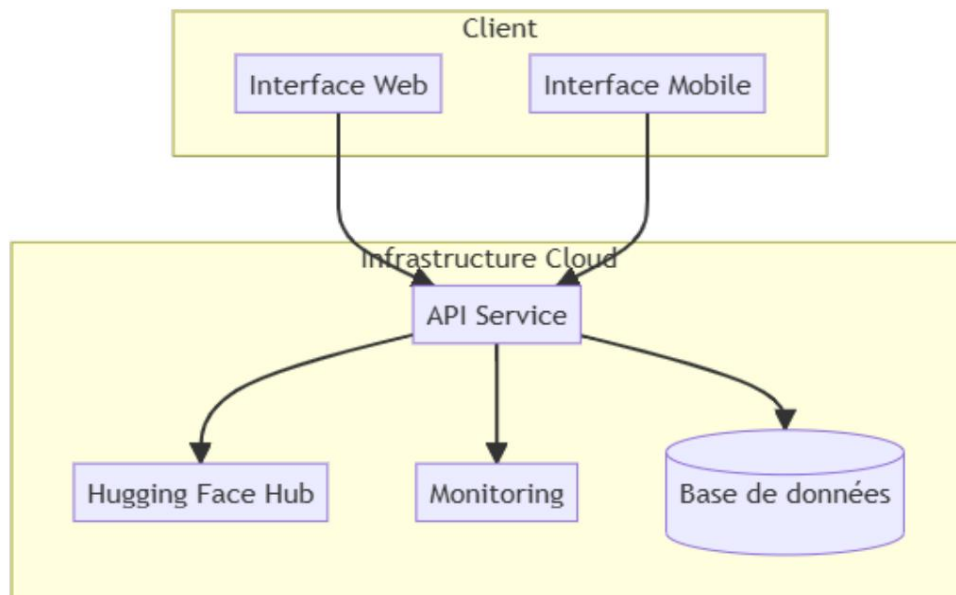 Client
Interface Web
Interface Mobile
Infrastructure Cloud
API Service
Hugging Face Hub
Monitoring
Base de données